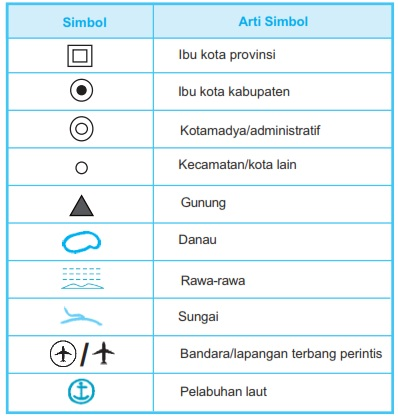 Simbol Arti Simbol
Ibu kota provinsi
Ibu kota kabupaten
Kotamadya/administratif
Kecamatan/kota lain
Gunung
Danau
Rawa-rawa
Sungai
/ Bandara/lapangan terbang perintis
Pelabuhan laut